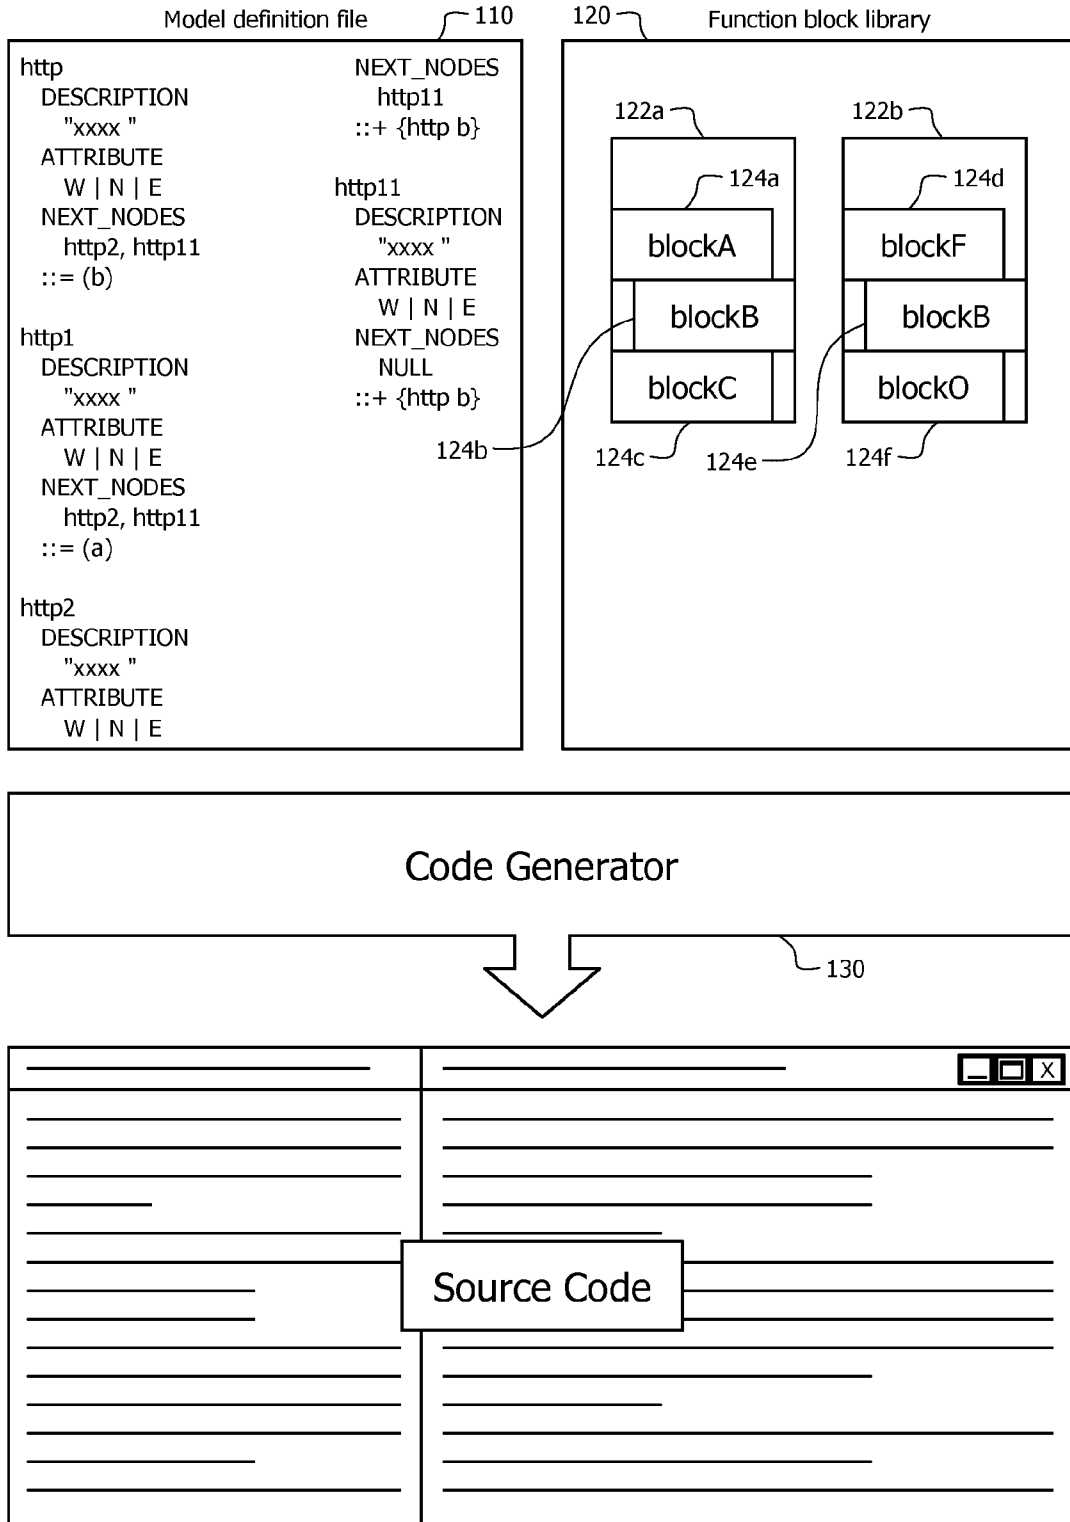 Model definition file
110
http
DESCRIPTION
"xxxx "
ATTRIBUTE
W | N | E
NEXT_NODES
http2, http11
::= (b)
http1
DESCRIPTION
"xxxx "
ATTRIBUTE
W | N | E
NEXT_NODES
http2, http11
::= (a)
http2
DESCRIPTION
"xxxx "
ATTRIBUTE
W | N | E
NEXT_NODES
http11
::+ {http b}
http11
DESCRIPTION
"xxxx "
ATTRIBUTE
W | N | E
NEXT_NODES
NULL
::+ {http b}
120
Function block library
122a
124a
blockA
blockB
blockC
124b
124c
122b
124d
blockF
blockB
blockO
124e
124f
Code Generator
130
X
Source Code